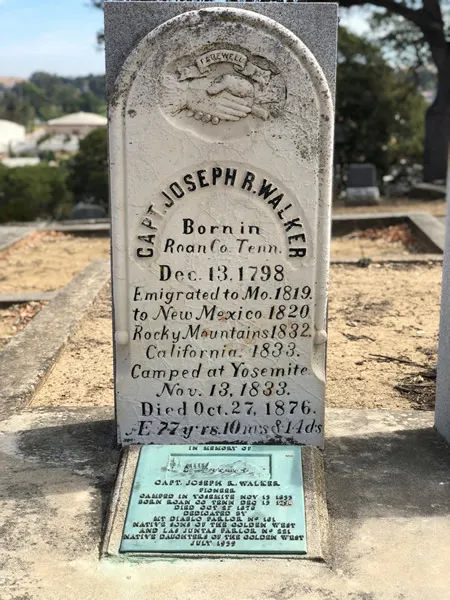 FAREWELL
CAPT. JOSEPH R. WALKER
Born in
Roan Co. Tenn.
Dec. 13, 1798
Emigrated to Mo. 1819.
to New Mexico 1820
Rocky Mountains 1832.
California. 1833.
Camped at Yosemite
Nov. 13, 1833.
Died Oct. 27, 1876.
Æ. 77 yrs. 10 ms & 14 ds
IN MEMORY OF
CAPT. JOSEPH R. WALKER
PIONEER
CAMPED IN YOSEMITE NOV 13 1833
BORN ROAN CO TENN DEC 13
DIED OCT 27 1876
DEDICATED BY
MT DIABLO PARLOR Nº 101
NATIVE SONS OF THE GOLDEN WEST
AND LAS JUNTAS PARLOR Nº 221
NATIVE DAUGHTERS OF THE GOLDEN WEST
JULY 1939